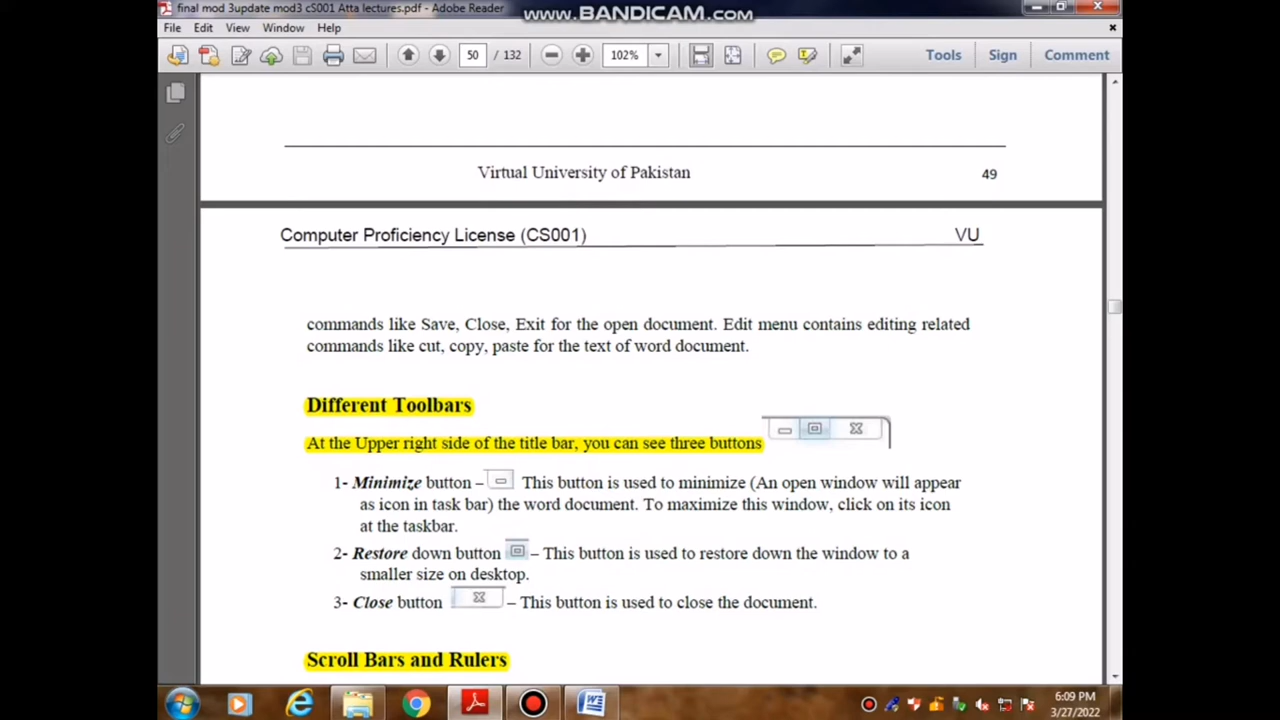 final mod 3update mod3 cS001 Atta lectures.pdf - Adobe Reader
www.BANDICAM.com
File Edit View Window Help
50 / 132 102% Tools Sign Comment
Virtual University of Pakistan 49
Computer Proficiency License (CS001) VU
commands like Save, Close, Exit for the open document. Edit menu contains editing related
commands like cut, copy, paste for the text of word document.
Different Toolbars
At the Upper right side of the title bar, you can see three buttons
1- Minimize button – This button is used to minimize (An open window will appear
as icon in task bar) the word document. To maximize this window, click on its icon
at the taskbar.
2- Restore down button – This button is used to restore down the window to a
smaller size on desktop.
3- Close button – This button is used to close the document.
Scroll Bars and Rulers
6:09 PM
3/27/2022